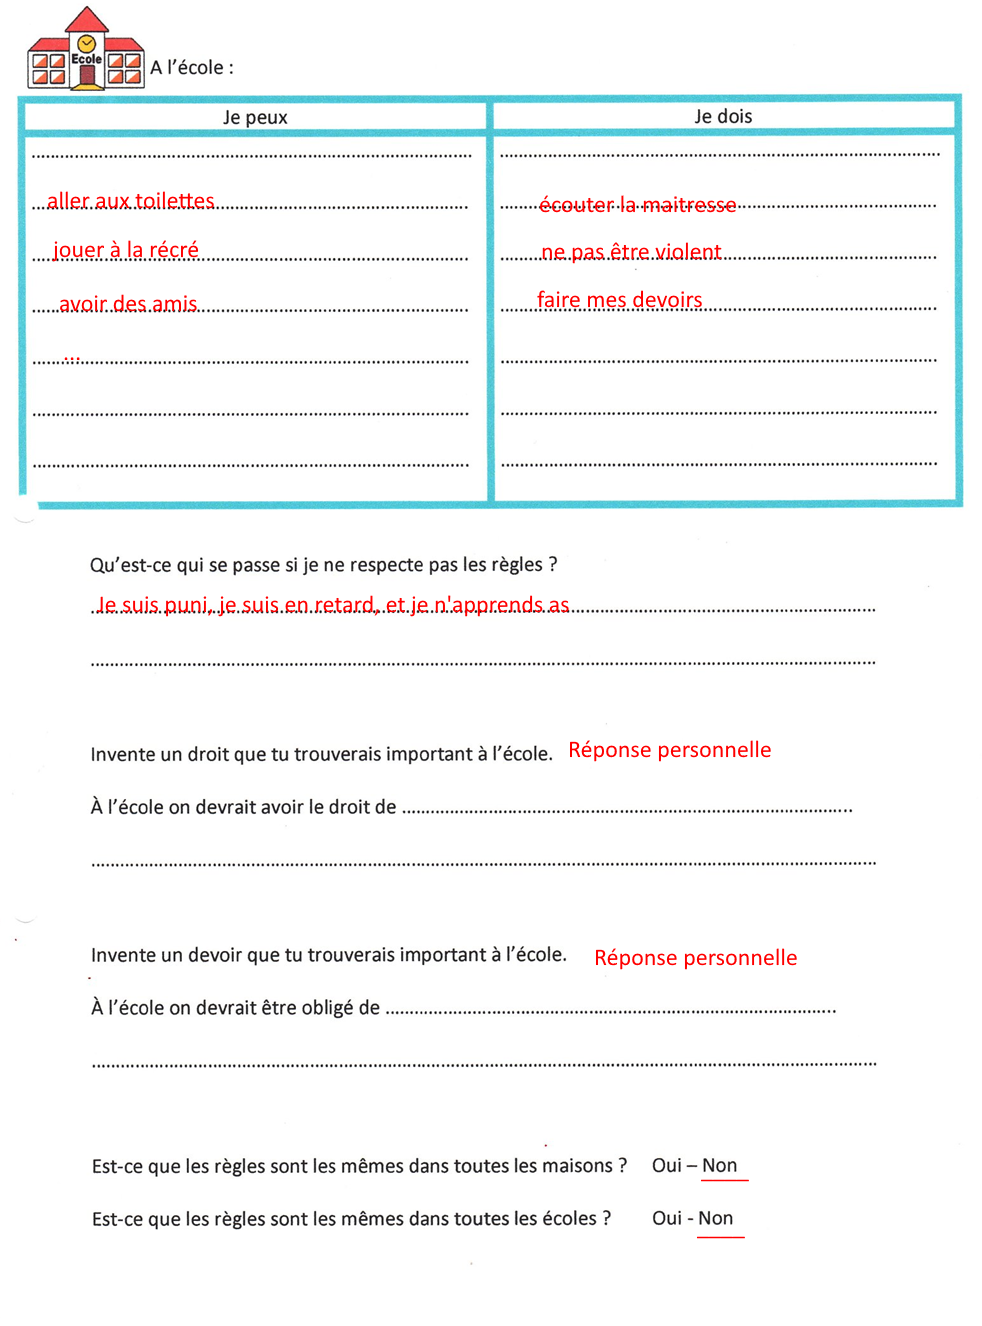 Ecole
A l'école :
Je peux
Je dois
aller aux toilettes
écouter la maitresse
jouer à la récré
ne pas être violent
avoir des amis
faire mes devoirs
...
Qu'est-ce qui se passe si je ne respecte pas les règles ?
Je suis puni, je suis en retard, et je n'apprends as
Invente un droit que tu trouverais important à l'école. Réponse personnelle
À l'école on devrait avoir le droit de
Invente un devoir que tu trouverais important à l'école. Réponse personnelle
À l'école on devrait être obligé de
Est-ce que les règles sont les mêmes dans toutes les maisons ? Oui – Non
Est-ce que les règles sont les mêmes dans toutes les écoles ? Oui - Non